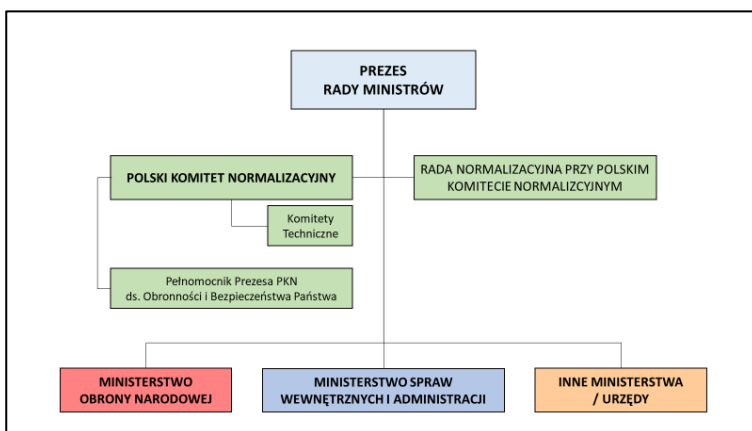 PREZES
RADY MINISTRÓW
POLSKI KOMITET NORMALIZACYJNY
RADA NORMALIZACYJNA PRZY POLSKIM
KOMITECIE NORMALIZCYJNYM
Komitety
Techniczne
Pełnomocnik Prezesa PKN
ds. Obronności i Bezpieczeństwa Państwa
MINISTERSTWO
OBRONY NARODOWEJ
MINISTERSTWO SPRAW
WEWNĘTRZNYCH I ADMINISTRACJI
INNE MINISTERSTWA
/ URZĘDY